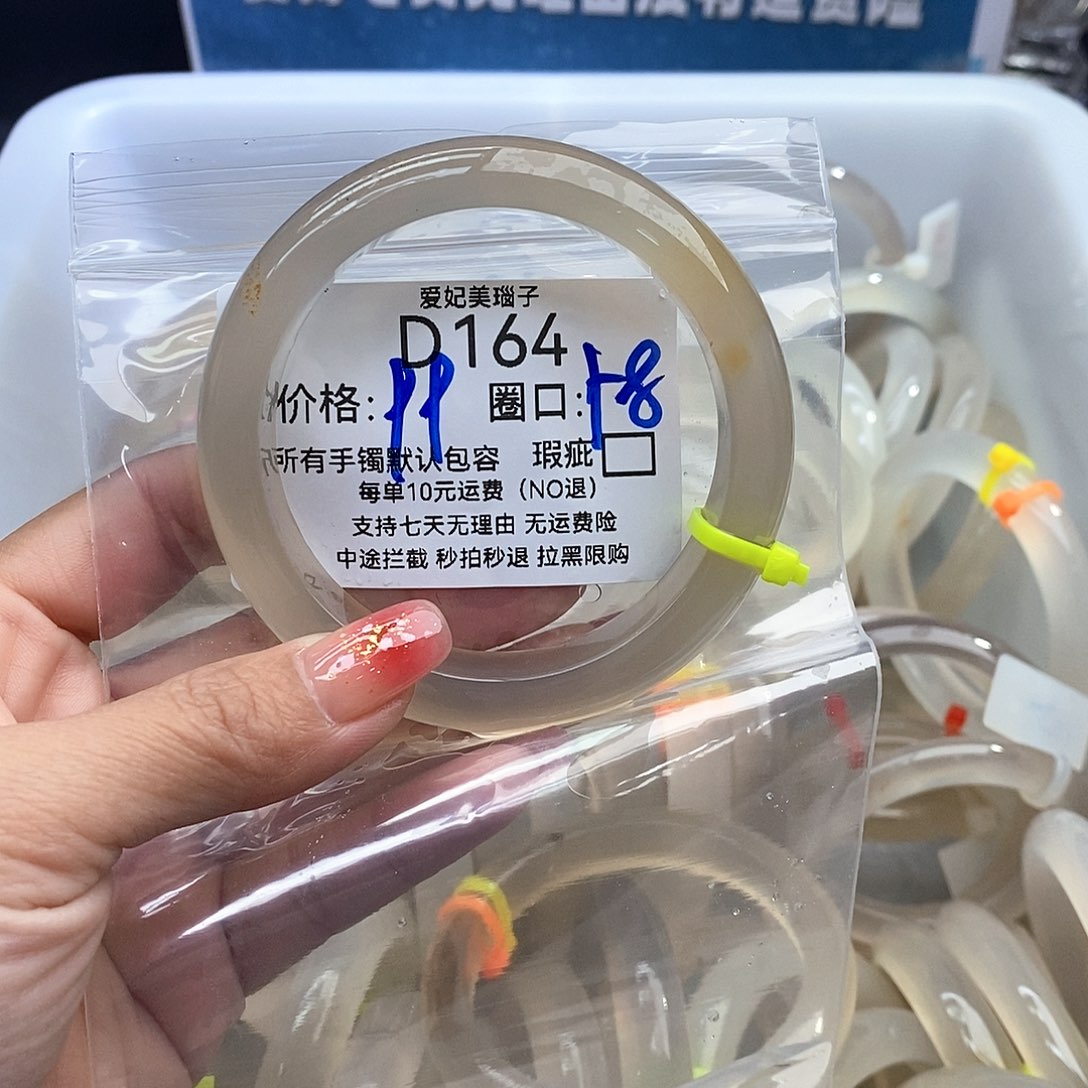 爱妃美瑙子
D164
价格：99 圈口：58
所有手镯默认包容 瑕疵
每单10元运费（NO退）
支持七天无理由 无运费险
中途拦截 秒拍秒退 拉黑限购